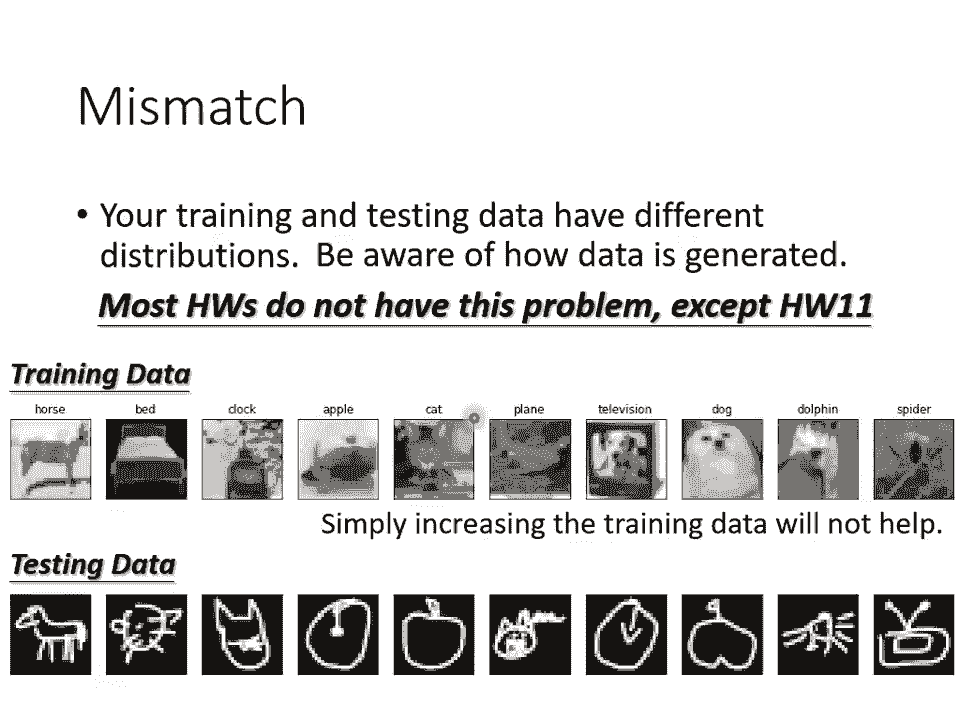 Mismatch
• Your training and testing data have different
distributions. Be aware of how data is generated.
Most HWs do not have this problem, except HW11
Training Data
horse bed clock apple cat plane television dog dolphin spider
Simply increasing the training data will not help.
Testing Data